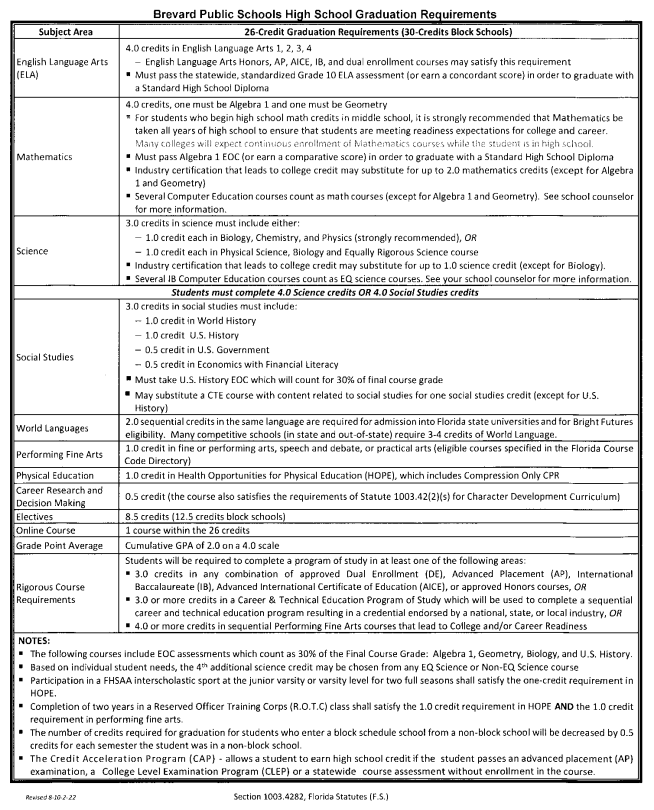 Brevard Public Schools High School Graduation Requirements
Subject Area
26-Credit Graduation Requirements (30-Credits Block Schools)
English Language Arts
(ELA)
4.0 credits in English Language Arts 1, 2, 3, 4
– English Language Arts Honors, AP, AICE, IB, and dual enrollment courses may satisfy this requirement
▪ Must pass the statewide, standardized Grade 10 ELA assessment (or earn a concordant score) in order to graduate with
a Standard High School Diploma
Mathematics
4.0 credits, one must be Algebra 1 and one must be Geometry
▪ For students who begin high school math credits in middle school, it is strongly recommended that Mathematics be
taken all years of high school to ensure that students are meeting readiness expectations for college and career.
Many colleges will expect continuous enrollment of Mathematics courses while the student is in high school.
▪ Must pass Algebra 1 EOC (or earn a comparative score) in order to graduate with a Standard High School Diploma
▪ Industry certification that leads to college credit may substitute for up to 2.0 mathematics credits (except for Algebra
1 and Geometry)
▪ Several Computer Education courses count as math courses (except for Algebra 1 and Geometry). See school counselor
for more information.
Science
3.0 credits in science must include either:
– 1.0 credit each in Biology, Chemistry, and Physics (strongly recommended), OR
– 1.0 credit each in Physical Science, Biology and Equally Rigorous Science course
▪ Industry certification that leads to college credit may substitute for up to 1.0 science credit (except for Biology).
▪ Several IB Computer Education courses count as EQ science courses. See your school counselor for more information.
Students must complete 4.0 Science credits OR 4.0 Social Studies credits
Social Studies
3.0 credits in social studies must include:
– 1.0 credit in World History
– 1.0 credit U.S. History
– 0.5 credit in U.S. Government
– 0.5 credit in Economics with Financial Literacy
▪ Must take U.S. History EOC which will count for 30% of final course grade
▪ May substitute a CTE course with content related to social studies for one social studies credit (except for U.S.
History)
World Languages
2.0 sequential credits in the same language are required for admission into Florida state universities and for Bright Futures
eligibility. Many competitive schools (in state and out-of-state) require 3-4 credits of World Language.
Performing Fine Arts
1.0 credit in fine or performing arts, speech and debate, or practical arts (eligible courses specified in the Florida Course
Code Directory)
Physical Education
1.0 credit in Health Opportunities for Physical Education (HOPE), which includes Compression Only CPR
Career Research and
Decision Making
0.5 credit (the course also satisfies the requirements of Statute 1003.42(2)(s) for Character Development Curriculum)
Electives
8.5 credits (12.5 credits block schools)
Online Course
1 course within the 26 credits
Grade Point Average
Cumulative GPA of 2.0 on a 4.0 scale
Rigorous Course
Requirements
Students will be required to complete a program of study in at least one of the following areas:
▪ 3.0 credits in any combination of approved Dual Enrollment (DE), Advanced Placement (AP), International
Baccalaureate (IB), Advanced International Certificate of Education (AICE), or approved Honors courses, OR
▪ 3.0 or more credits in a Career & Technical Education Program of Study which will be used to complete a sequential
career and technical education program resulting in a credential endorsed by a national, state, or local industry, OR
▪ 4.0 or more credits in sequential Performing Fine Arts courses that lead to College and/or Career Readiness
NOTES:
▪ The following courses include EOC assessments which count as 30% of the Final Course Grade: Algebra 1, Geometry, Biology, and U.S. History.
▪ Based on individual student needs, the 4th additional science credit may be chosen from any EQ Science or Non-EQ Science course
▪ Participation in a FHSAA interscholastic sport at the junior varsity or varsity level for two full seasons shall satisfy the one-credit requirement in
HOPE.
▪ Completion of two years in a Reserved Officer Training Corps (R.O.T.C) class shall satisfy the 1.0 credit requirement in HOPE AND the 1.0 credit
requirement in performing fine arts.
▪ The number of credits required for graduation for students who enter a block schedule school from a non-block school will be decreased by 0.5
credits for each semester the student was in a non-block school.
▪ The Credit Acceleration Program (CAP) - allows a student to earn high school credit if the student passes an advanced placement (AP)
examination, a College Level Examination Program (CLEP) or a statewide course assessment without enrollment in the course.
Revised 8-10-2-22
Section 1003.4282, Florida Statutes (F.S.)